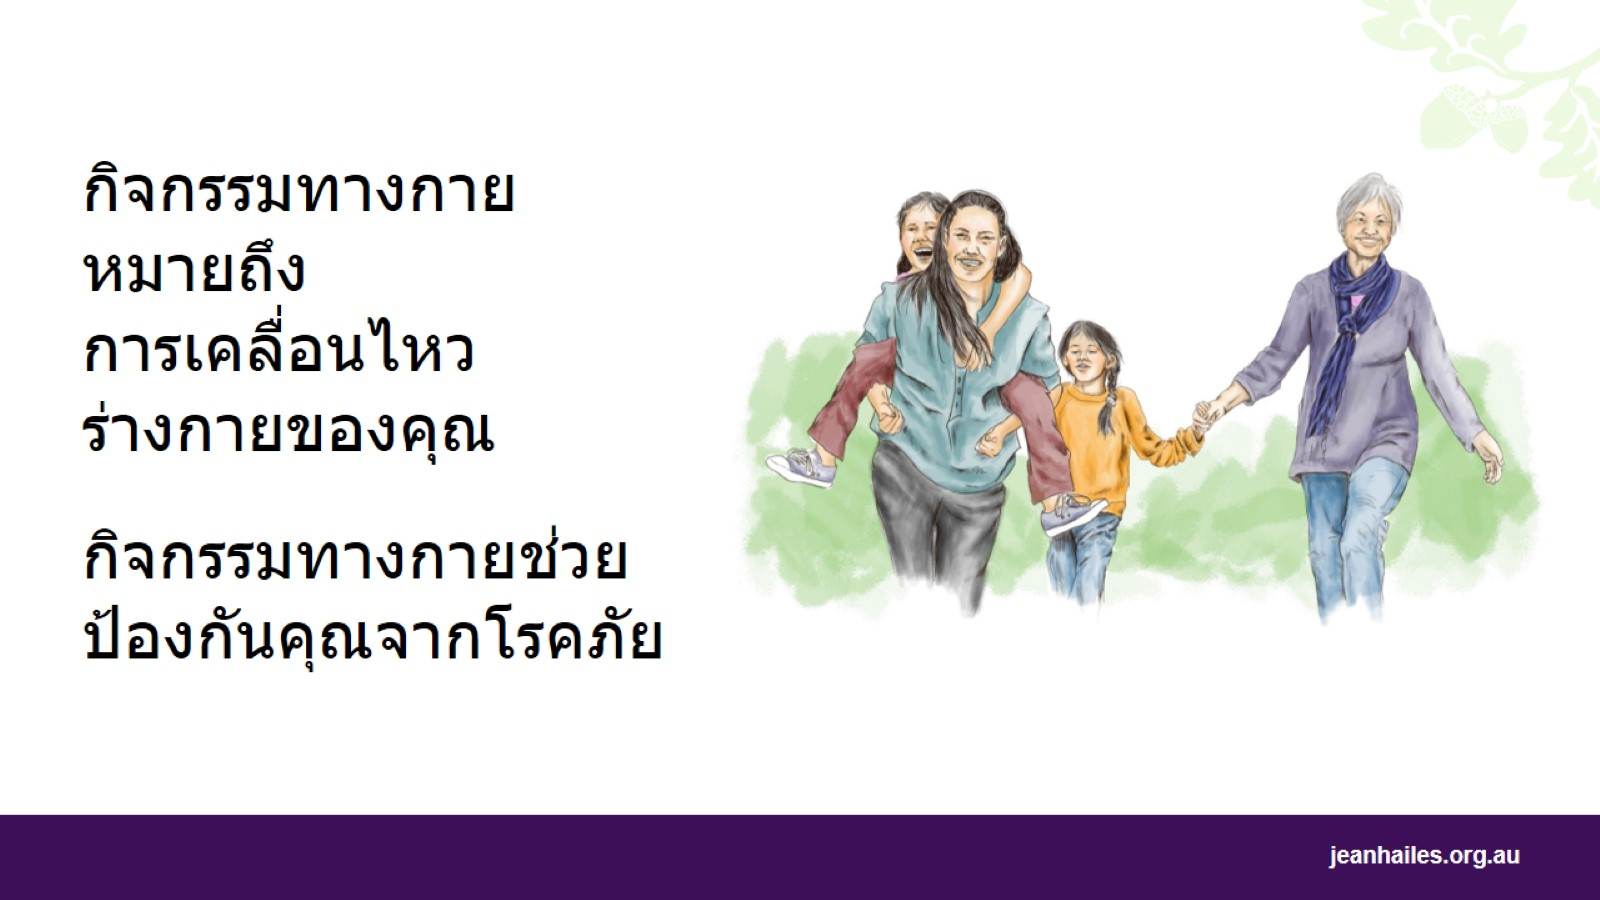 กิจกรรมทางกาย
หมายถึง
การเคลื่อนไหว
ร่างกายของคุณ
กิจกรรมทางกายช่วย
ป้องกันคุณจากโรคภัย
jeanhailes.org.au